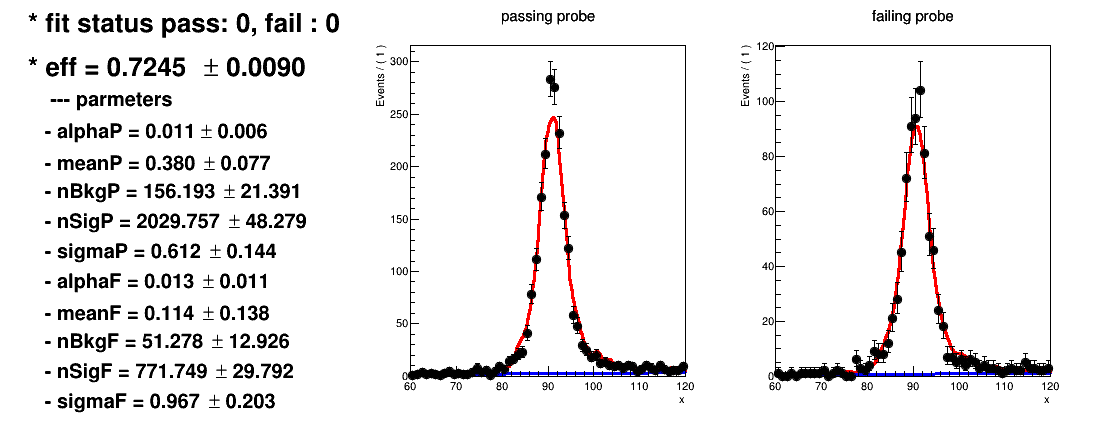 * fit status pass: 0, fail : 0
* eff = 0.7245 ± 0.0090
--- parmeters
- alphaP = 0.011 ± 0.006
- meanP = 0.380 ± 0.077
- nBkgP = 156.193 ± 21.391
- nSigP = 2029.757 ± 48.279
- sigmaP = 0.612 ± 0.144
- alphaF = 0.013 ± 0.011
- meanF = 0.114 ± 0.138
- nBkgF = 51.278 ± 12.926
- nSigF = 771.749 ± 29.792
- sigmaF = 0.967 ± 0.203
passing probe
Events / ( 1 )
300
250
200
150
100
50
0
60 70 80 90 100 110 120
x
failing probe
Events / ( 1 )
120
100
80
60
40
20
0
60 70 80 90 100 110 120
x